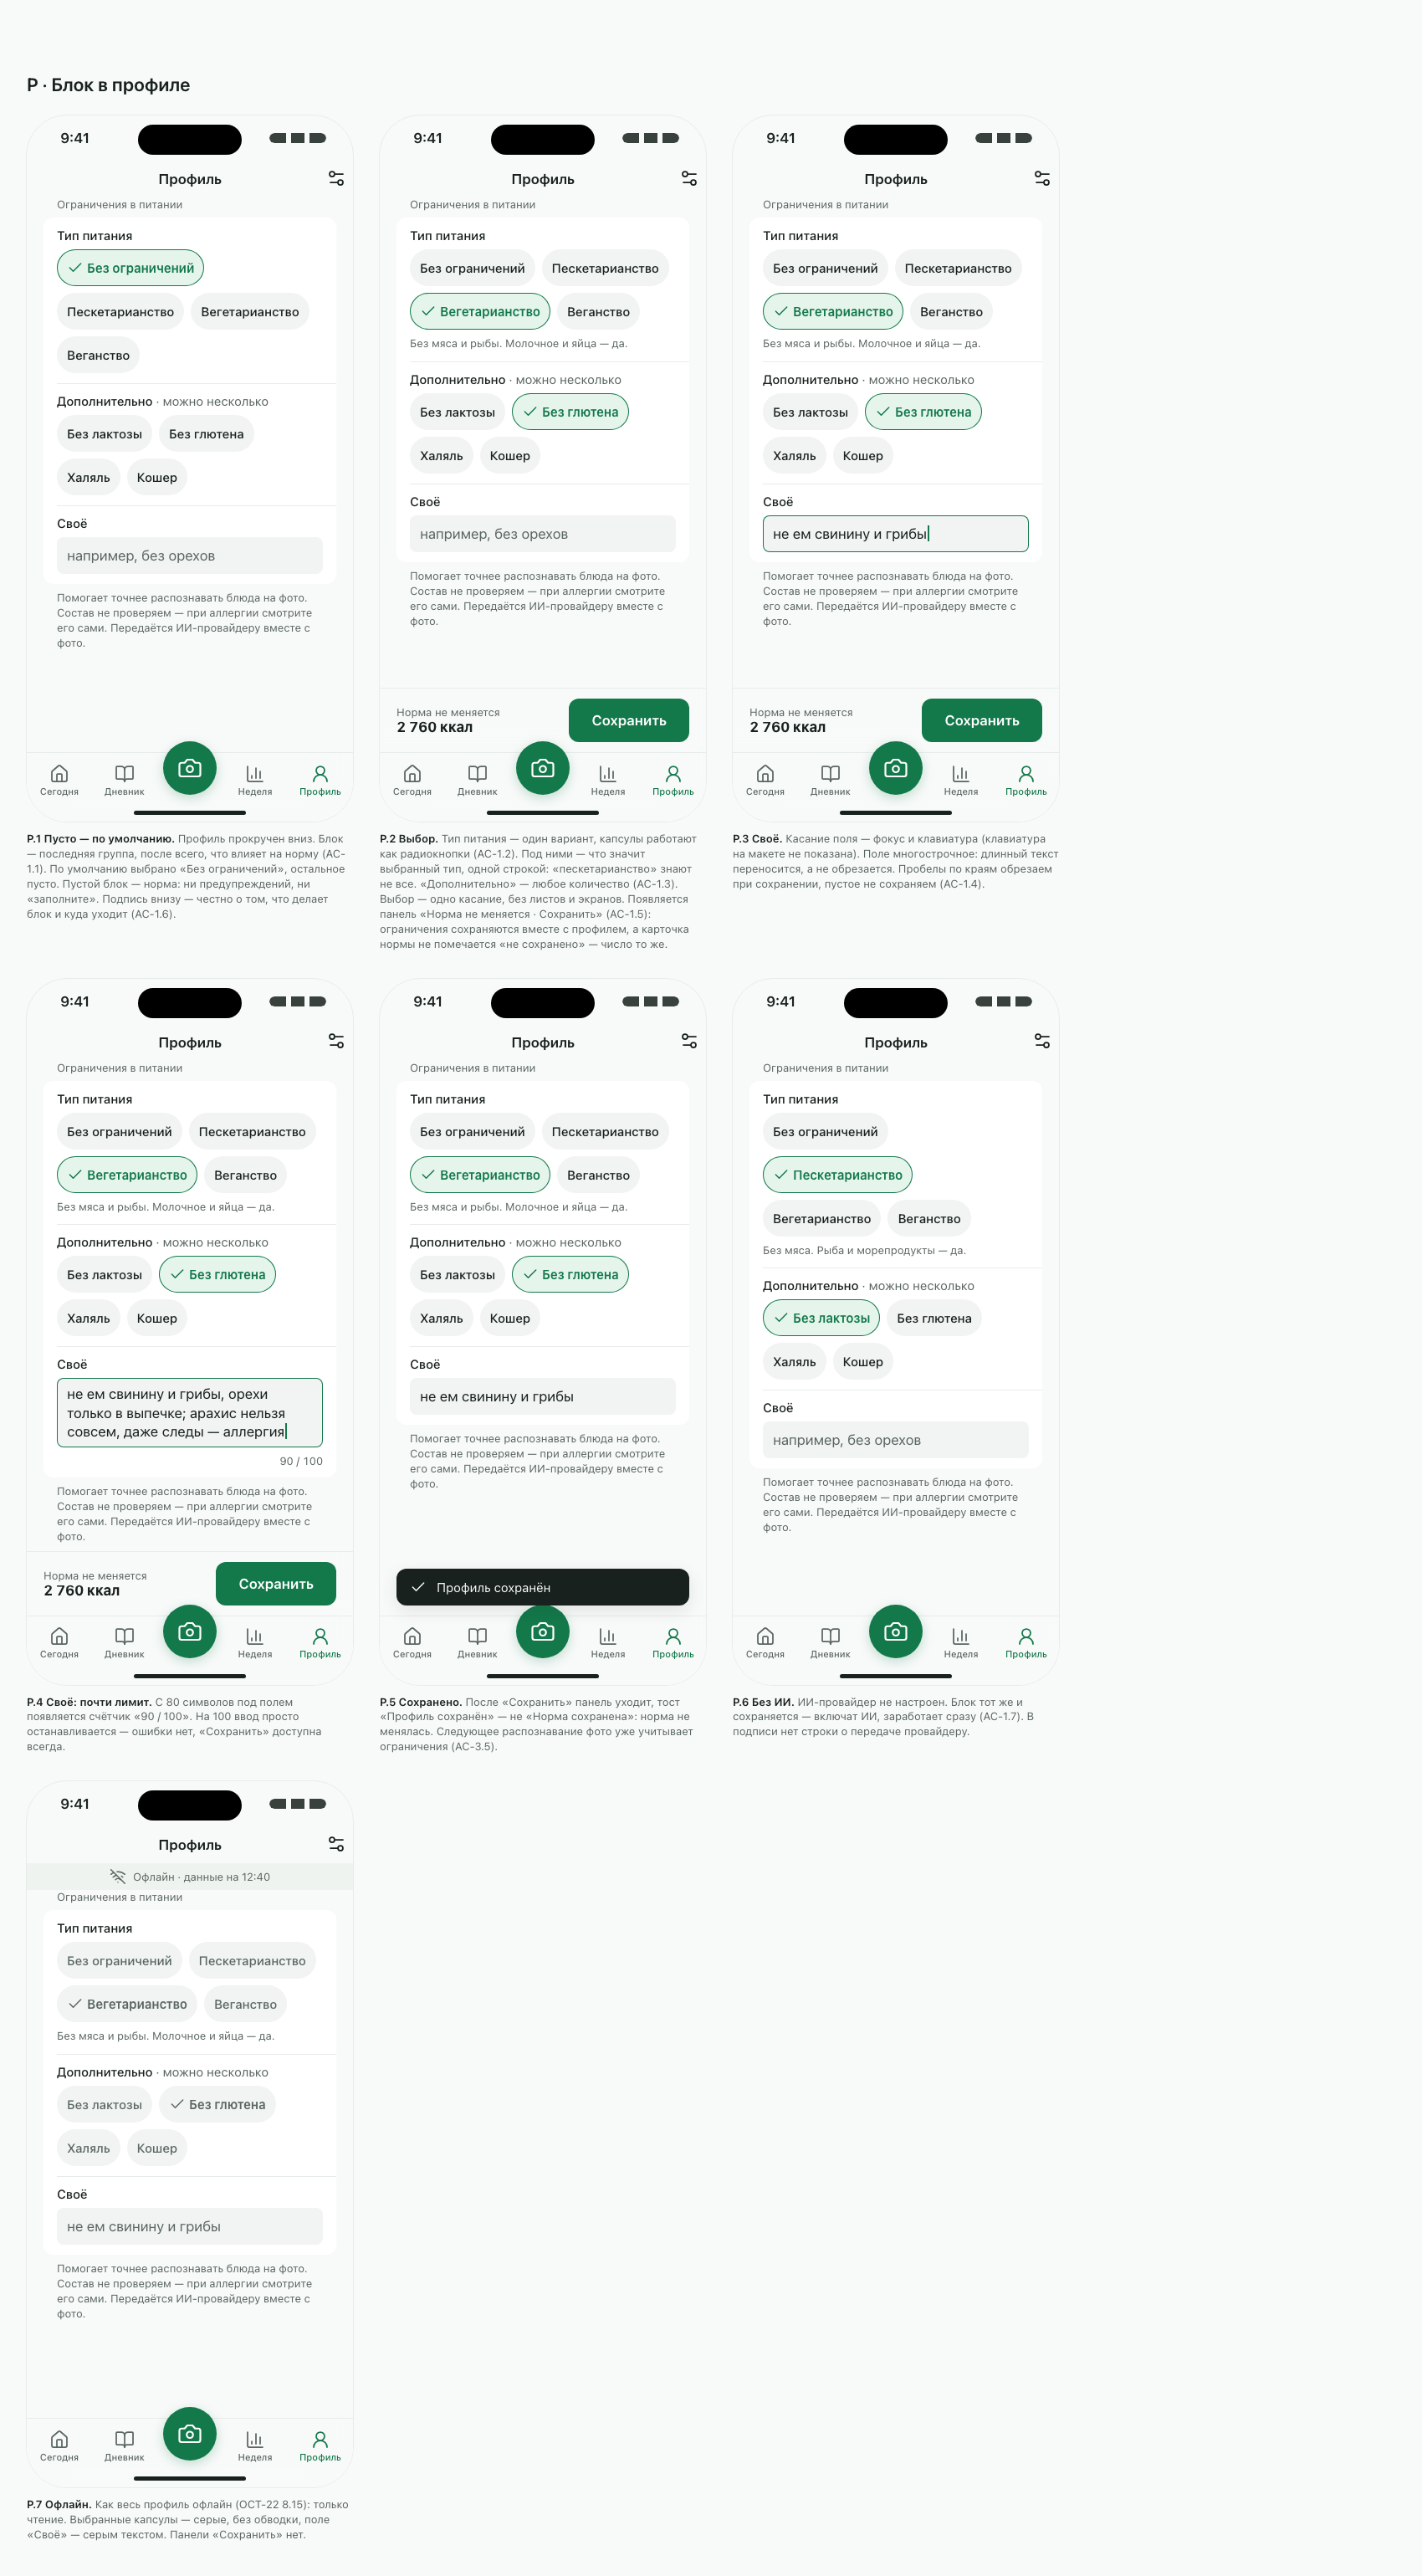 P · Блок в профиле
9:41
Профиль
Ограничения в питании
Тип питания
Без ограничений
Пескетарианство Вегетарианство
Веганство
Дополнительно · можно несколько
Без лактозы Без глютена
Халяль Кошер
Своё
например, без орехов
Помогает точнее распознавать блюда на фото.
Состав не проверяем — при аллергии смотрите
его сами. Передаётся ИИ-провайдеру вместе с
фото.
Сегодня Дневник Неделя Профиль
P.1 Пусто — по умолчанию. Профиль прокручен вниз. Блок
— последняя группа, после всего, что влияет на норму (AC-
1.1). По умолчанию выбрано «Без ограничений», остальное
пусто. Пустой блок — норма: ни предупреждений, ни
«заполните». Подпись внизу — честно о том, что делает
блок и куда уходит (AC-1.6).
9:41
Профиль
Ограничения в питании
Тип питания
Без ограничений Пескетарианство
Вегетарианство Веганство
Без мяса и рыбы. Молочное и яйца — да.
Дополнительно · можно несколько
Без лактозы Без глютена
Халяль Кошер
Своё
например, без орехов
Помогает точнее распознавать блюда на фото.
Состав не проверяем — при аллергии смотрите
его сами. Передаётся ИИ-провайдеру вместе с
фото.
Норма не меняется
2 760 ккал
Сохранить
Сегодня Дневник Неделя Профиль
P.2 Выбор. Тип питания — один вариант, капсулы работают
как радиокнопки (AC-1.2). Под ними — что значит
выбранный тип, одной строкой: «пескетарианство» знают
не все. «Дополнительно» — любое количество (AC-1.3).
Выбор — одно касание, без листов и экранов. Появляется
панель «Норма не меняется · Сохранить» (AC-1.5):
ограничения сохраняются вместе с профилем, а карточка
нормы не помечается «не сохранено» — число то же.
9:41
Профиль
Ограничения в питании
Тип питания
Без ограничений Пескетарианство
Вегетарианство Веганство
Без мяса и рыбы. Молочное и яйца — да.
Дополнительно · можно несколько
Без лактозы Без глютена
Халяль Кошер
Своё
не ем свинину и грибы
Помогает точнее распознавать блюда на фото.
Состав не проверяем — при аллергии смотрите
его сами. Передаётся ИИ-провайдеру вместе с
фото.
Норма не меняется
2 760 ккал
Сохранить
Сегодня Дневник Неделя Профиль
P.3 Своё. Касание поля — фокус и клавиатура (клавиатура
на макете не показана). Поле многострочное: длинный текст
переносится, а не обрезается. Пробелы по краям обрезаем
при сохранении, пустое не сохраняем (AC-1.4).
9:41
Профиль
Ограничения в питании
Тип питания
Без ограничений Пескетарианство
Вегетарианство Веганство
Без мяса и рыбы. Молочное и яйца — да.
Дополнительно · можно несколько
Без лактозы Без глютена
Халяль Кошер
Своё
не ем свинину и грибы, орехи
только в выпечке; арахис нельзя
совсем, даже следы — аллергия
90 / 100
Помогает точнее распознавать блюда на фото.
Состав не проверяем — при аллергии смотрите
его сами. Передаётся ИИ-провайдеру вместе с
фото.
Норма не меняется
2 760 ккал
Сохранить
Сегодня Дневник Неделя Профиль
P.4 Своё: почти лимит. С 80 символов под полем
появляется счётчик «90 / 100». На 100 ввод просто
останавливается — ошибки нет, «Сохранить» доступна
всегда.
9:41
Профиль
Ограничения в питании
Тип питания
Без ограничений Пескетарианство
Вегетарианство Веганство
Без мяса и рыбы. Молочное и яйца — да.
Дополнительно · можно несколько
Без лактозы Без глютена
Халяль Кошер
Своё
не ем свинину и грибы
Помогает точнее распознавать блюда на фото.
Состав не проверяем — при аллергии смотрите
его сами. Передаётся ИИ-провайдеру вместе с
фото.
Профиль сохранён
Сегодня Дневник Неделя Профиль
P.5 Сохранено. После «Сохранить» панель уходит, тост
«Профиль сохранён» — не «Норма сохранена»: норма не
менялась. Следующее распознавание фото уже учитывает
ограничения (AC-3.5).
9:41
Профиль
Ограничения в питании
Тип питания
Без ограничений
Пескетарианство
Вегетарианство Веганство
Без мяса. Рыба и морепродукты — да.
Дополнительно · можно несколько
Без лактозы Без глютена
Халяль Кошер
Своё
например, без орехов
Помогает точнее распознавать блюда на фото.
Состав не проверяем — при аллергии смотрите
его сами. Передаётся ИИ-провайдеру вместе с
фото.
Сегодня Дневник Неделя Профиль
P.6 Без ИИ. ИИ-провайдер не настроен. Блок тот же и
сохраняется — включат ИИ, заработает сразу (AC-1.7). В
подписи нет строки о передаче провайдеру.
9:41
Профиль
Офлайн · данные на 12:40
Ограничения в питании
Тип питания
Без ограничений Пескетарианство
Вегетарианство Веганство
Без мяса и рыбы. Молочное и яйца — да.
Дополнительно · можно несколько
Без лактозы Без глютена
Халяль Кошер
Своё
не ем свинину и грибы
Помогает точнее распознавать блюда на фото.
Состав не проверяем — при аллергии смотрите
его сами. Передаётся ИИ-провайдеру вместе с
фото.
Сегодня Дневник Неделя Профиль
P.7 Офлайн. Как весь профиль офлайн (OCT-22 8.15): только
чтение. Выбранные капсулы — серые, без обводки, поле
«Своё» — серым текстом. Панели «Сохранить» нет.